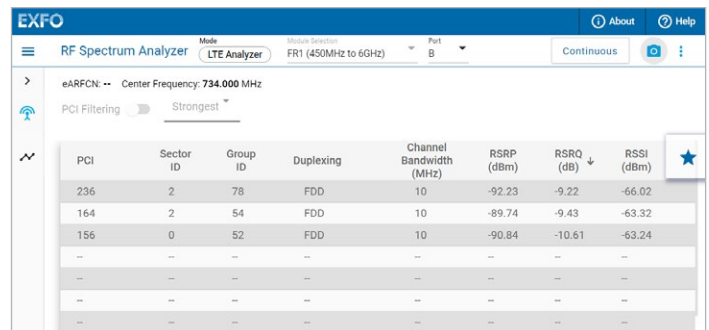 EXFO
About
Help
RF Spectrum Analyzer
Mode
LTE Analyzer
Module Selection
FR1 (450MHz to 6GHz)
Port
B
Continuous
eARFCN: -- Center Frequency: 734.000 MHz
PCI Filtering
Strongest
PCI Sector ID Group ID Duplexing Channel Bandwidth (MHz) RSRP (dBm) RSRQ (dB) ↓ RSSI (dBm)
236 2 78 FDD 10 -92.23 -9.22 -66.02
164 2 54 FDD 10 -89.74 -9.43 -63.32
156 0 52 FDD 10 -90.84 -10.61 -63.24
-- -- -- -- -- -- -- --
-- -- -- -- -- -- -- --
-- -- -- -- -- -- -- --
-- -- -- -- -- -- -- --